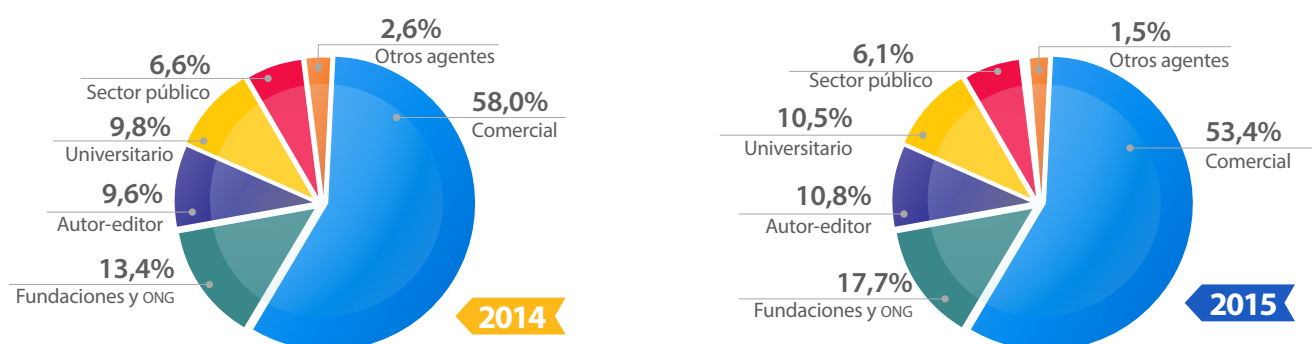 2,6%
Otros agentes
6,6%
Sector público
58,0%
Comercial
9,8%
Universitario
9,6%
Autor-editor
13,4%
Fundaciones y ONG
2014
1,5%
Otros agentes
6,1%
Sector público
10,5%
Universitario
53,4%
Comercial
10,8%
Autor-editor
17,7%
Fundaciones y ONG
2015